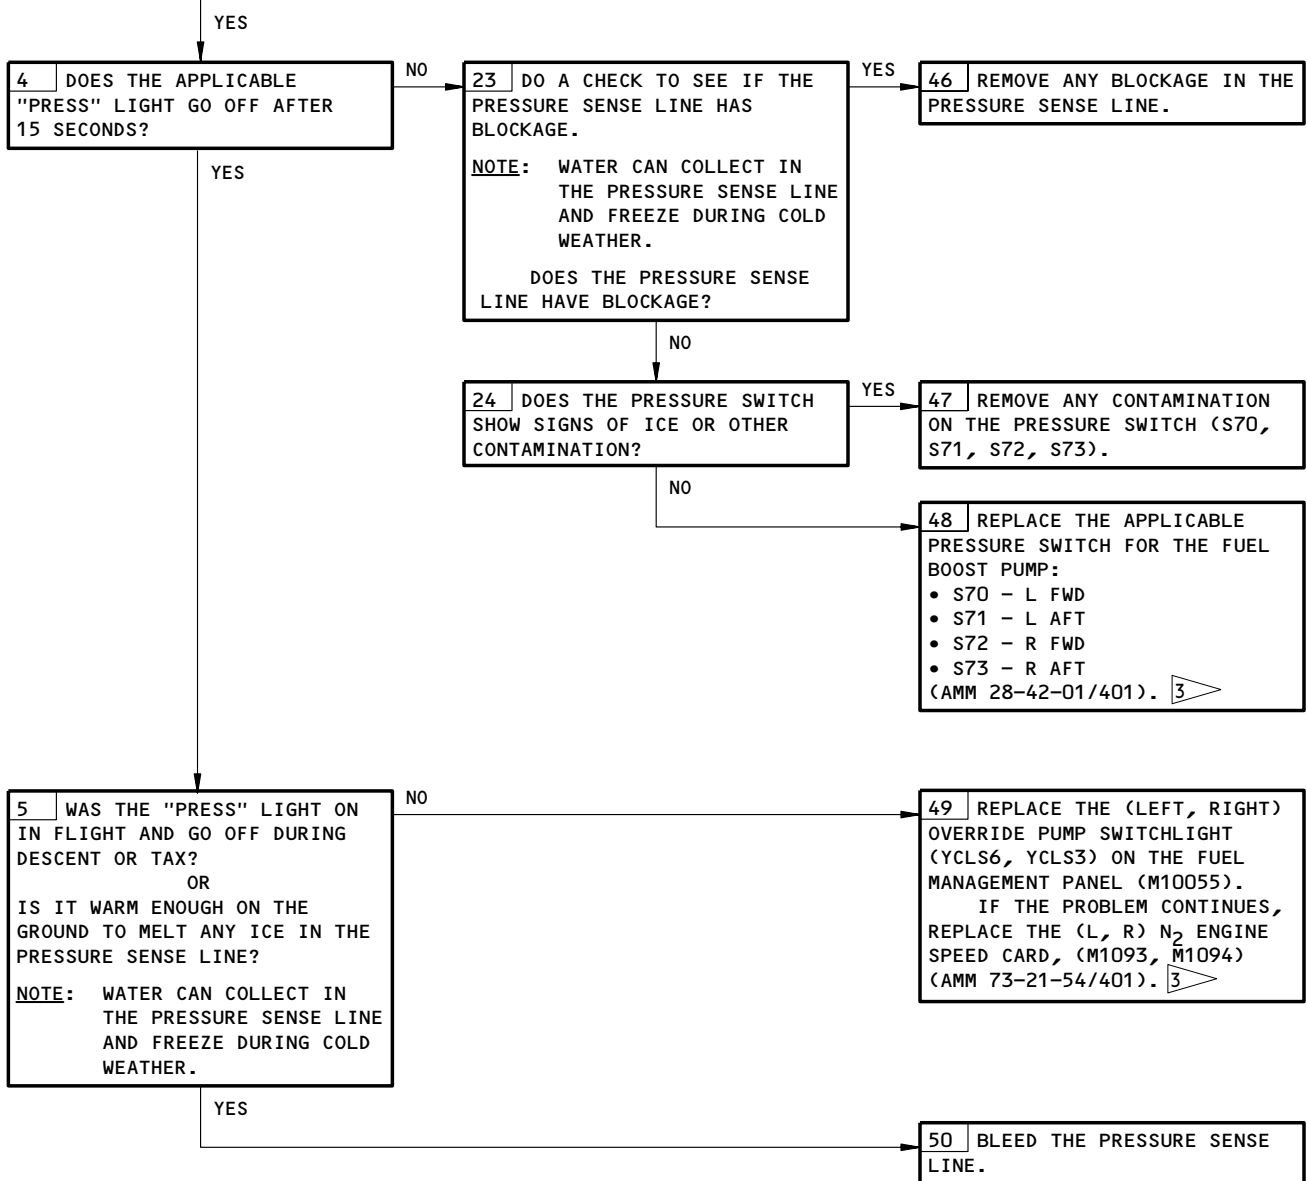 YES
4 DOES THE APPLICABLE
"PRESS" LIGHT GO OFF AFTER
15 SECONDS?
NO
YES
23 DO A CHECK TO SEE IF THE
PRESSURE SENSE LINE HAS
BLOCKAGE.
NOTE: WATER CAN COLLECT IN
THE PRESSURE SENSE LINE
AND FREEZE DURING COLD
WEATHER.
DOES THE PRESSURE SENSE
LINE HAVE BLOCKAGE?
YES
46 REMOVE ANY BLOCKAGE IN THE
PRESSURE SENSE LINE.
NO
24 DOES THE PRESSURE SWITCH
SHOW SIGNS OF ICE OR OTHER
CONTAMINATION?
YES
47 REMOVE ANY CONTAMINATION
ON THE PRESSURE SWITCH (S70,
S71, S72, S73).
NO
48 REPLACE THE APPLICABLE
PRESSURE SWITCH FOR THE FUEL
BOOST PUMP:
• S70 - L FWD
• S71 - L AFT
• S72 - R FWD
• S73 - R AFT
(AMM 28-42-01/401). 3
5 WAS THE "PRESS" LIGHT ON
IN FLIGHT AND GO OFF DURING
DESCENT OR TAX?
OR
IS IT WARM ENOUGH ON THE
GROUND TO MELT ANY ICE IN THE
PRESSURE SENSE LINE?
NOTE: WATER CAN COLLECT IN
THE PRESSURE SENSE LINE
AND FREEZE DURING COLD
WEATHER.
NO
49 REPLACE THE (LEFT, RIGHT)
OVERRIDE PUMP SWITCHLIGHT
(YCLS6, YCLS3) ON THE FUEL
MANAGEMENT PANEL (M10055).
IF THE PROBLEM CONTINUES,
REPLACE THE (L, R) N2 ENGINE
SPEED CARD, (M1093, M1094)
(AMM 73-21-54/401). 3
YES
50 BLEED THE PRESSURE SENSE
LINE.